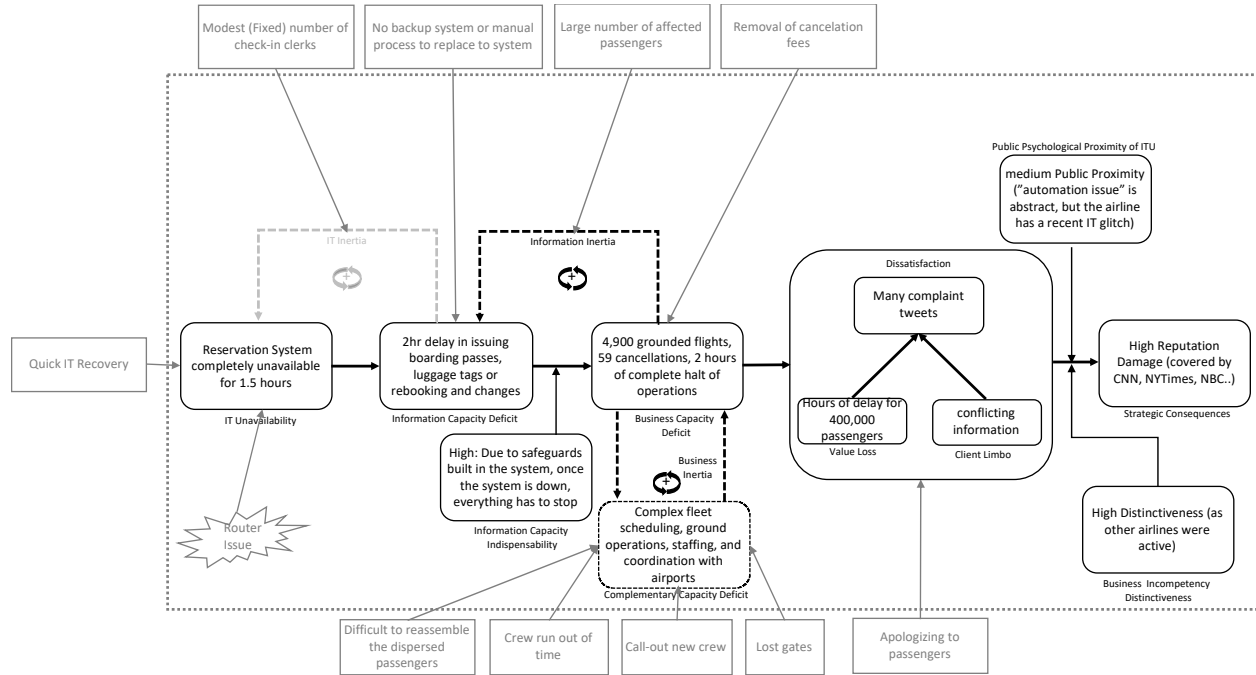 Modest (Fixed) number of
check-in clerks
No backup system or manual
process to replace to system
Large number of affected
passengers
Removal of cancelation
fees
Public Psychological Proximity of ITU
medium Public Proximity
("automation issue" is
abstract, but the airline
has a recent IT glitch)
IT Inertia
+
Information Inertia
+
Dissatisfaction
Many complaint
tweets
Quick IT Recovery
Reservation System
completely unavailable
for 1.5 hours
IT Unavailability
2hr delay in issuing
boarding passes,
luggage tags or
rebooking and changes
Information Capacity Deficit
4,900 grounded flights,
59 cancellations, 2 hours
of complete halt of
operations
Business Capacity
Deficit
Hours of delay for
400,000
passengers
Value Loss
conflicting
information
Client Limbo
High Reputation
Damage (covered by
CNN, NYTimes, NBC..)
Strategic Consequences
High: Due to safeguards
built in the system, once
the system is down,
everything has to stop
Information Capacity
Indispensability
Business
Inertia
+
Complex fleet
scheduling, ground
operations, staffing, and
coordination with
airports
Complementary Capacity Deficit
High Distinctiveness (as
other airlines were
active)
Business Incompetency
Distinctiveness
Router
Issue
Difficult to reassemble
the dispersed
passengers
Crew run out of
time
Call-out new crew
Lost gates
Apologizing to
passengers